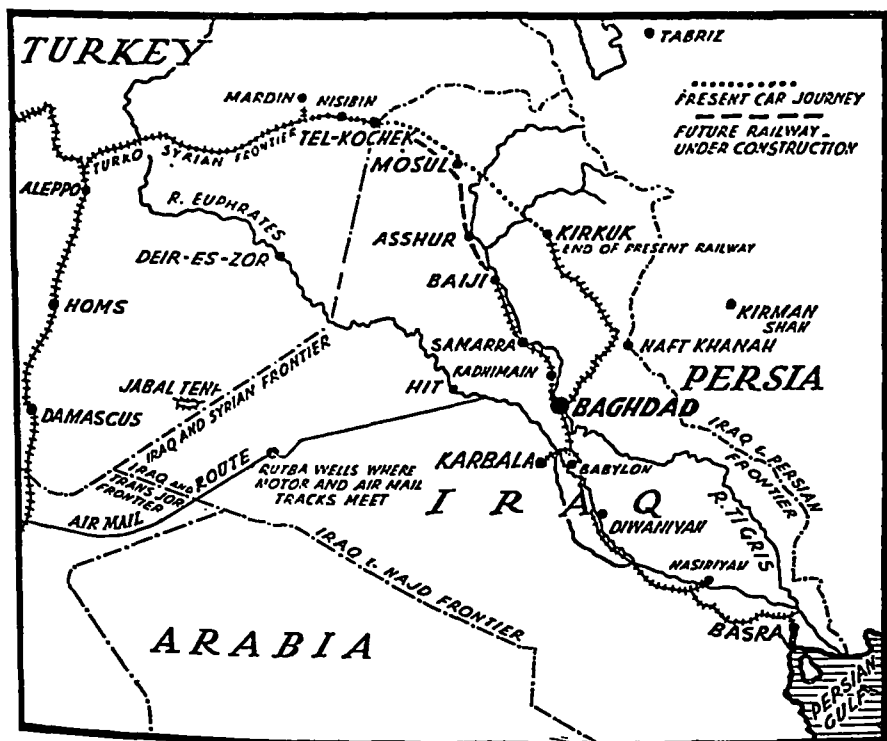 TURKEY
TABRIZ
PRESENT CAR JOURNEY
FUTURE RAILWAY
UNDER CONSTRUCTION
MARDIN
NISIBIN
TEL-KOCHEK
TURKO SYRIAN FRONTIER
MOSUL
ALEPPO
R. EUPHRATES
ASSHUR
KIRKUK
END OF PRESENT RAILWAY
DEIR-ES-ZOR
BAIJI
HOMS
KIRMAN
SHAH
SAMARRA
NAFT KHANAH
KADHIMAIN
PERSIA
JABAL TENF
HIT
BAGHDAD
DAMASCUS
IRAQ AND SYRIAN FRONTIER
IRAQ & PERSIAN
FRONTIER
KARBALA
BABYLON
IRAQ AND
TRANS JOR
FRONTIER
AIR MAIL ROUTE
RUTBA WELLS WHERE
MOTOR AND AIR MAIL
TRACKS MEET
IRAQ
DIWANIYAH
R. TIGRIS
IRAQ & NAJD FRONTIER
NASIRIYAH
ARABIA
BASRA
PERSIAN
GULF